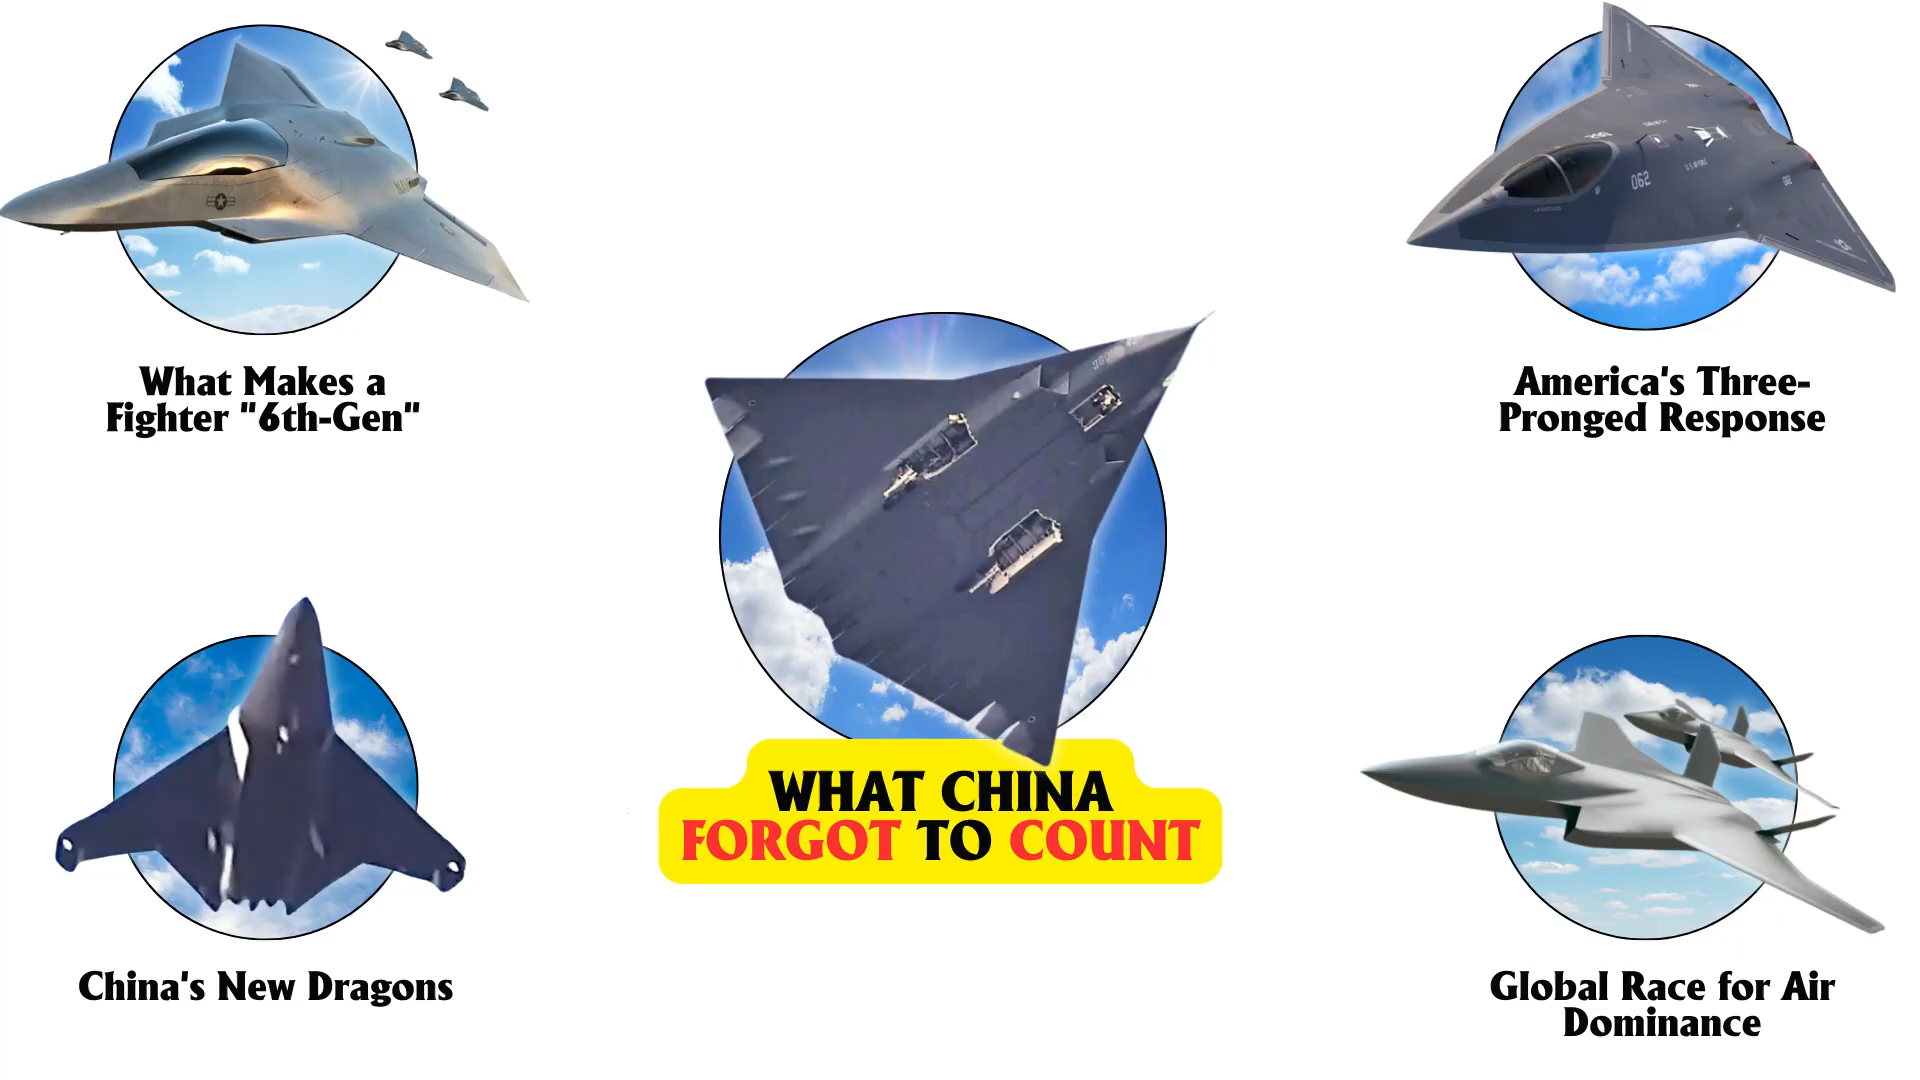 What Makes a
Fighter "6th-Gen"
America's Three-
Pronged Response
062
WHAT CHINA
FORGOT TO COUNT
China's New Dragons
Global Race for Air
Dominance